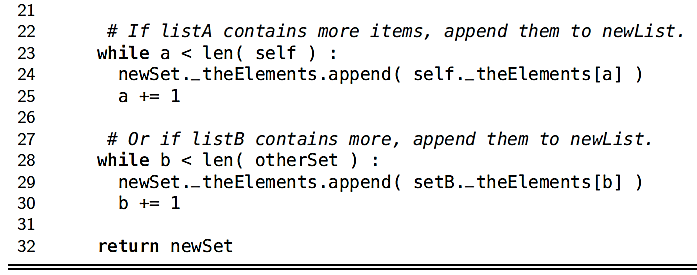 21
22 # If listA contains more items, append them to newList.
23 while a < len( self ) :
24 newSet._theElements.append( self._theElements[a] )
25 a += 1
26
27 # Or if listB contains more, append them to newList.
28 while b < len( otherSet ) :
29 newSet._theElements.append( setB._theElements[b] )
30 b += 1
31
32 return newSet